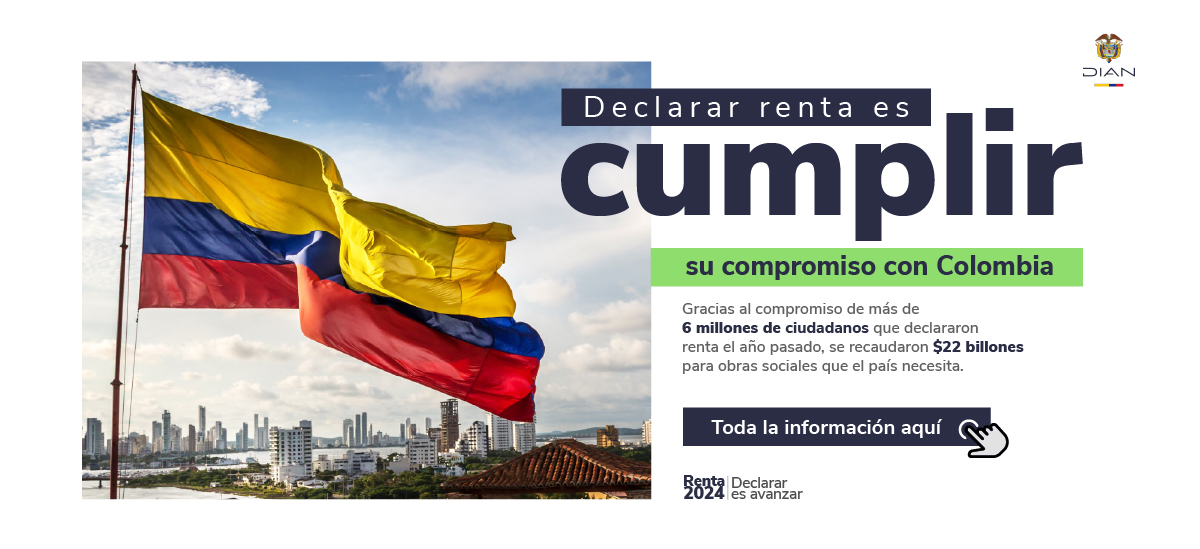 DIAN
Declarar renta es
cumplir
su compromiso con Colombia
Gracias al compromiso de más de
6 millones de ciudadanos que declararon
renta el año pasado, se recaudaron $22 billones
para obras sociales que el país necesita.
Toda la información aquí
Renta
2024
Declarar
es avanzar